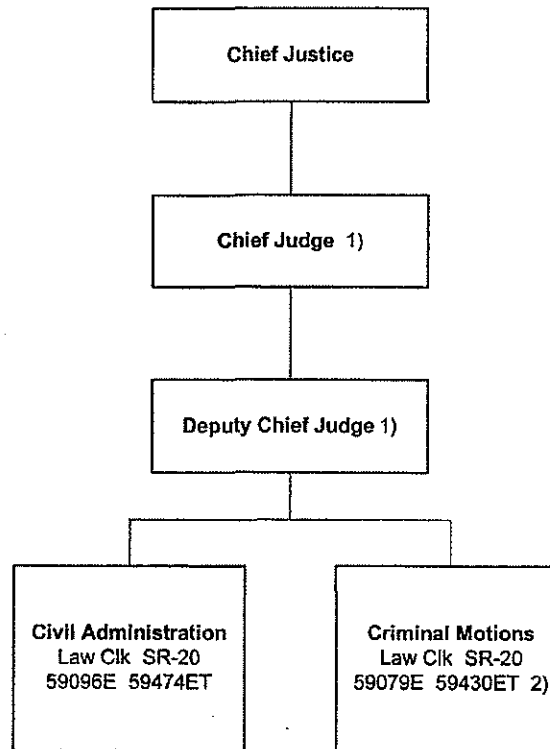 Chief Justice
Chief Judge 1)
Deputy Chief Judge 1)
Civil Administration
Law Clk SR-20
59096E 59474ET
Criminal Motions
Law Clk SR-20
59079E 59430ET 2)